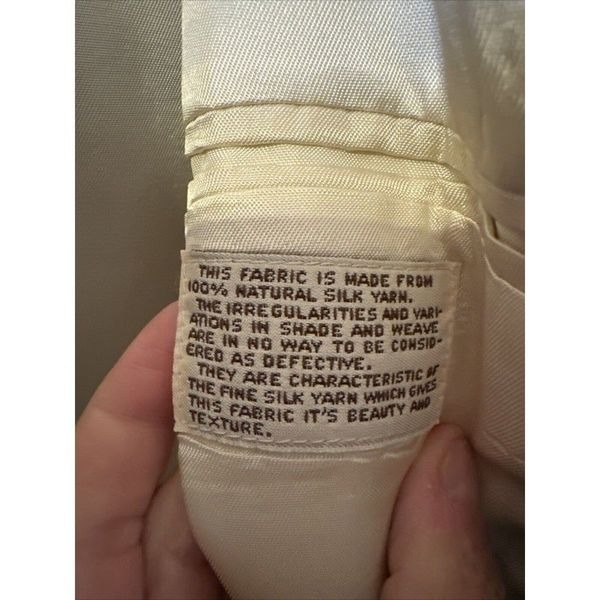 THIS FABRIC IS MADE FROM
100% NATURAL SILK YARN.
THE IRREGULARITIES AND VARI-
ATIONS IN SHADE AND WEAVE
ARE IN NO WAY TO BE CONSID-
ERED AS DEFECTIVE.
THEY ARE CHARACTERISTIC OF
THE FINE SILK YARN WHICH GIVES
THIS FABRIC IT'S BEAUTY AND
TEXTURE.